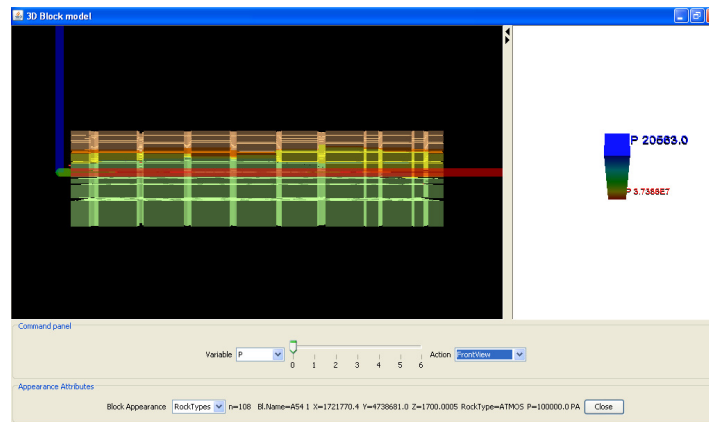 3D Block model
P 20563.0
P 3.7386E7
Command panel
Variable P 0 1 2 3 4 5 6 Action FrontView
Appearance Attributes
Block Appearance RockTypes n=108 Bl.Name=A54 1 X=1721770.4 Y=4738681.0 Z=1700.0005 RockType=ATMOS P=100000.0 PA Close